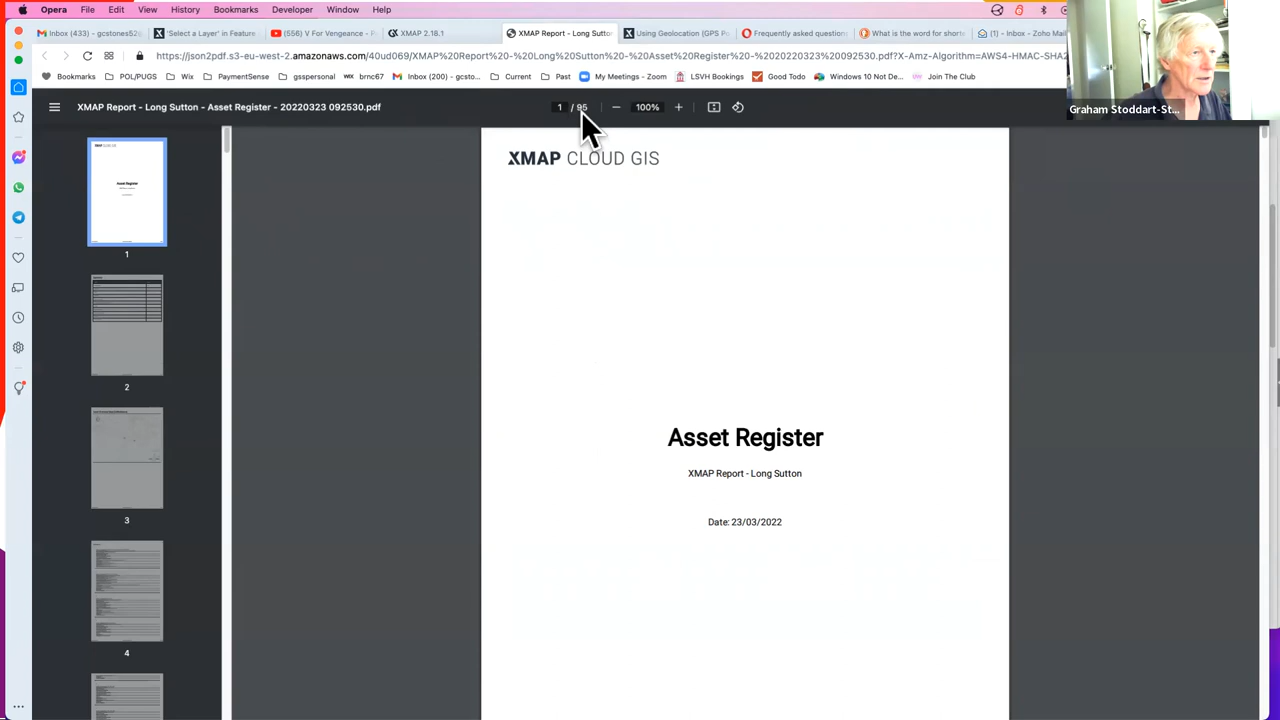 Opera File Edit View History Bookmarks Developer Window Help
Inbox (433) - gcstones52
'Select a Layer' in Feature
(556) V For Vengeance - P
XMAP 2.18.1
XMAP Report - Long Sutton
Using Geolocation (GPS Po
Frequently asked questions
What is the word for shorte
(1) - Inbox - Zoho Mail
https://json2pdf.s3-eu-west-2.amazonaws.com/40ud069/XMAP%20Report%20-%20Long%20Sutton%20-%20Asset%20Register%20-%2020220323%20092530.pdf?X-Amz-Algorithm=AWS4-HMAC-SHA2
Bookmarks POL/PUGS Wix PaymentSense gsspersonal WIX brnc67 Inbox (200) - gcsto... Current Past My Meetings - Zoom LSVH Bookings Good Todo Windows 10 Not De... Join The Club
Graham Stoddart-St...
XMAP Report - Long Sutton - Asset Register - 20220323 092530.pdf
1 / 95
100%
XMAP CLOUD GIS
1
2
3
4
Asset Register
XMAP Report - Long Sutton
Date: 23/03/2022